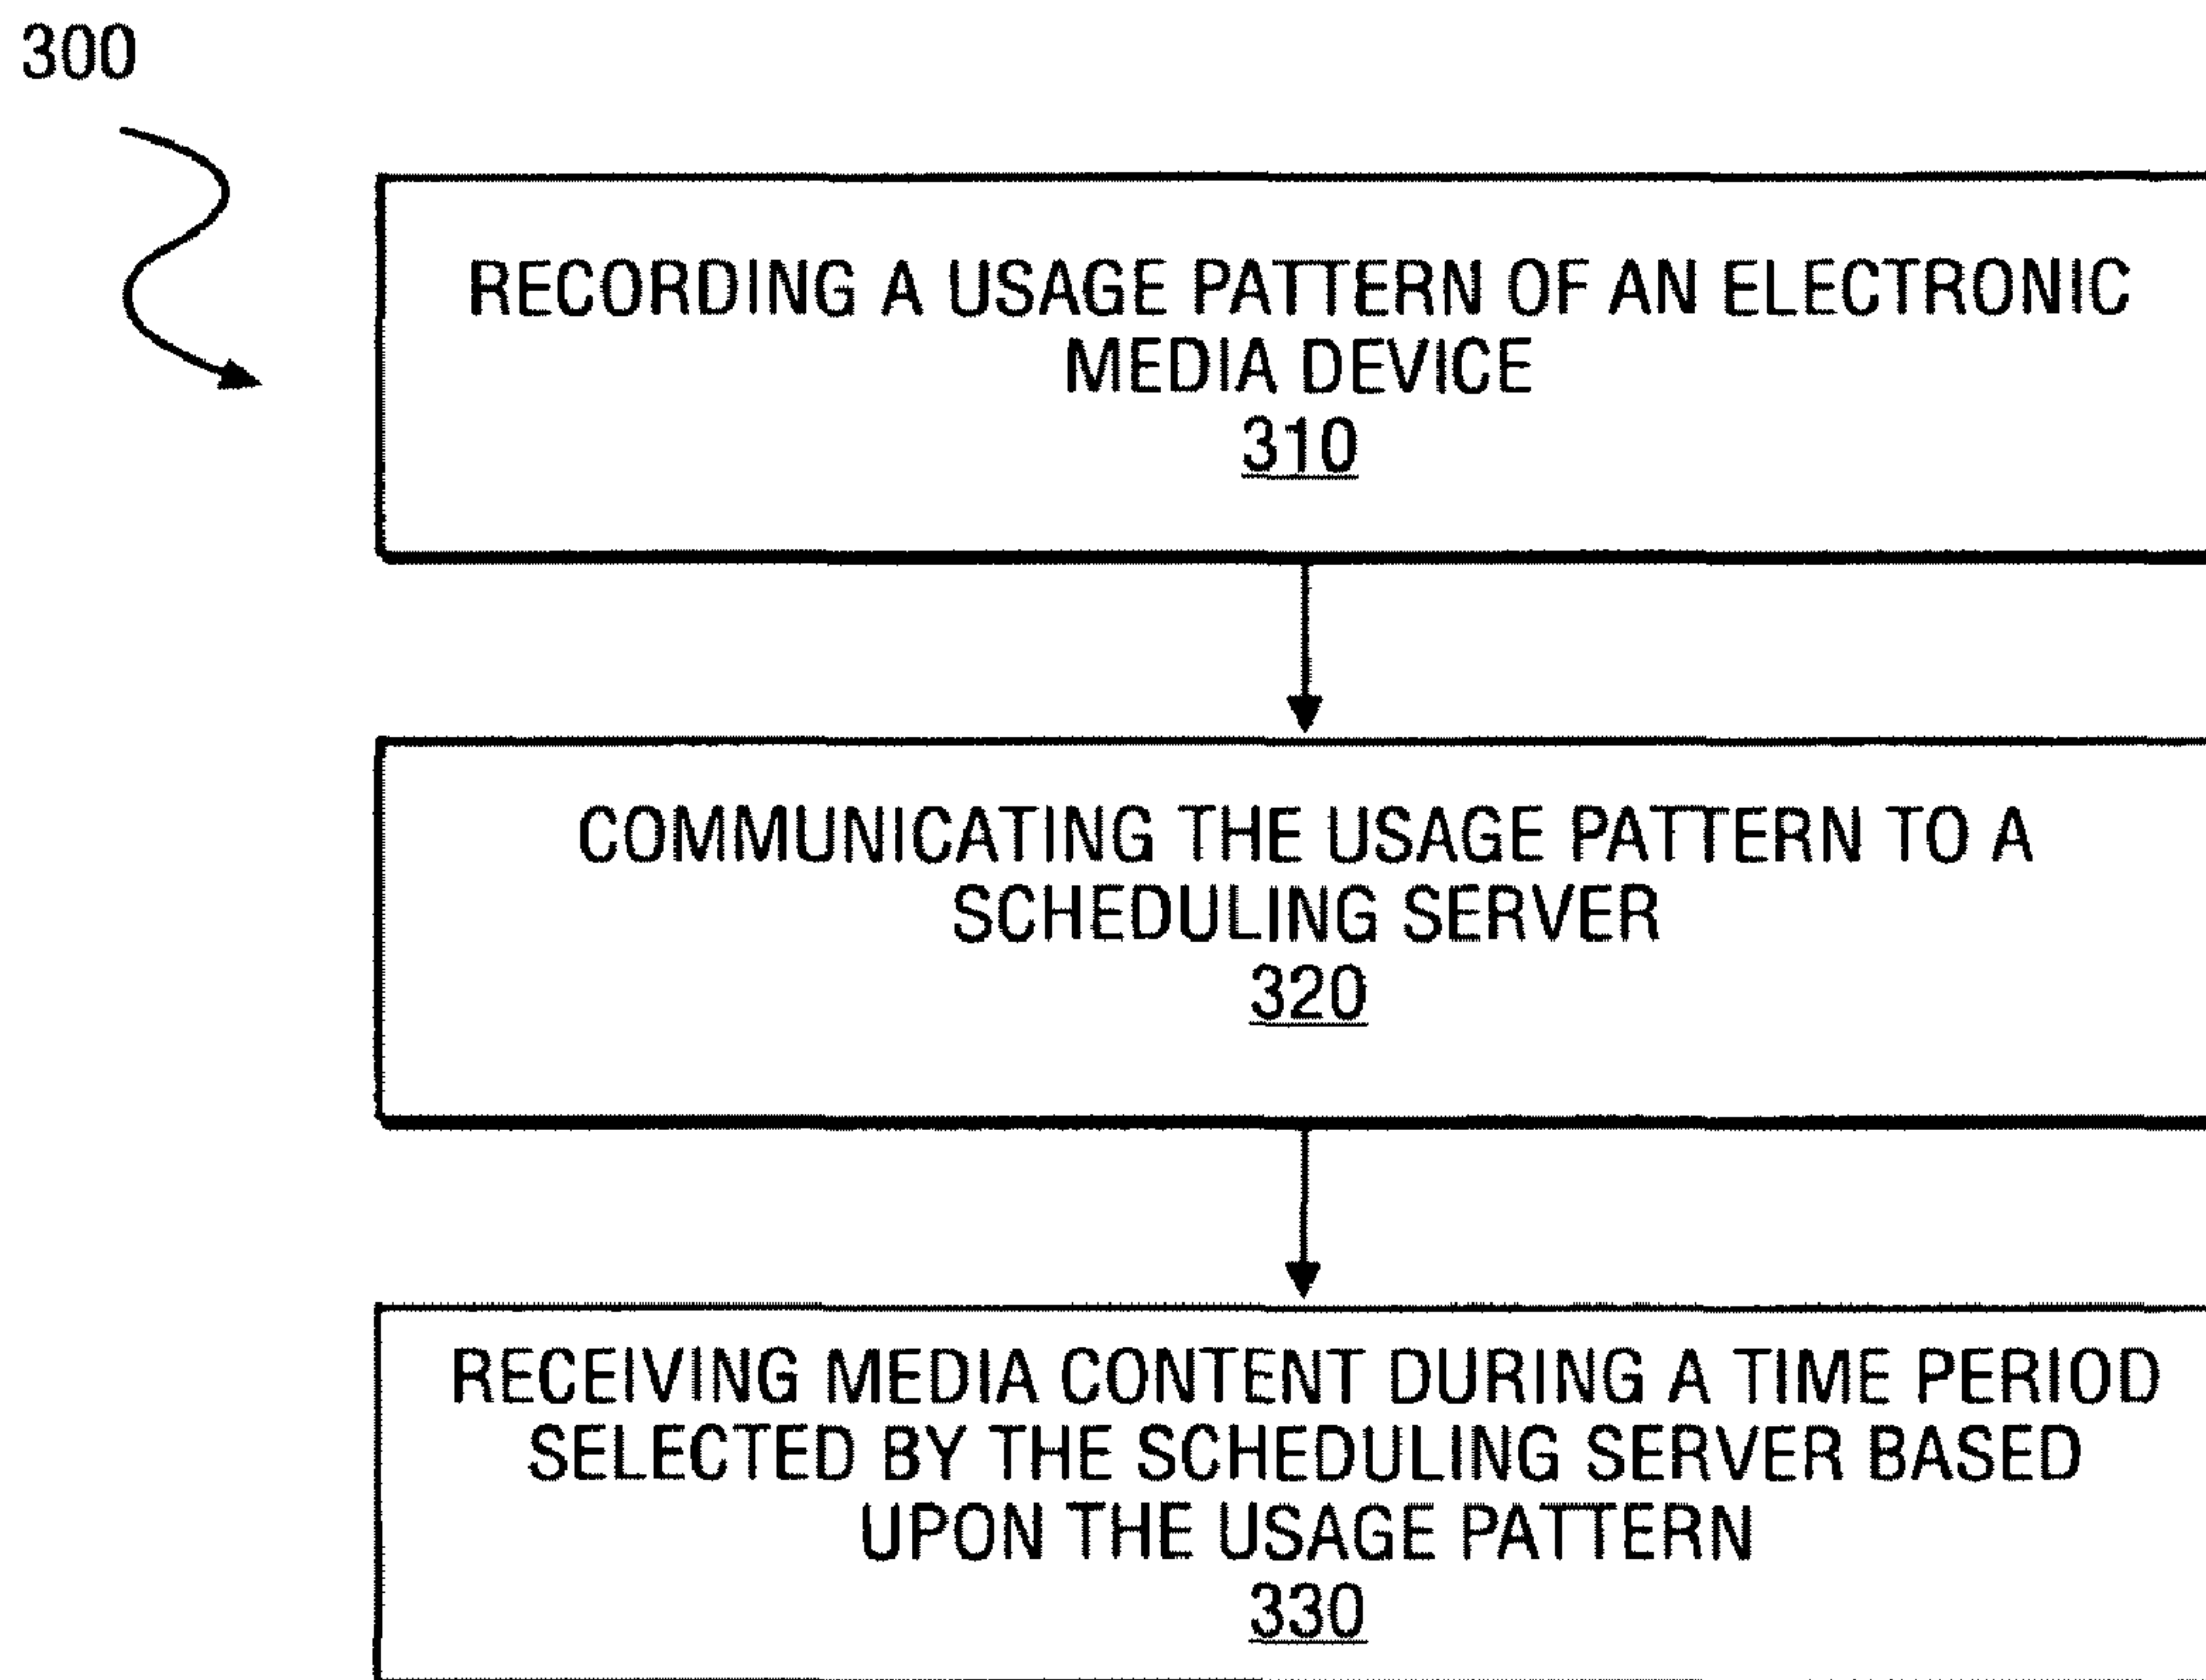 300
RECORDING A USAGE PATTERN OF AN ELECTRONIC
MEDIA DEVICE
310
COMMUNICATING THE USAGE PATTERN TO A
SCHEDULING SERVER
320
RECEIVING MEDIA CONTENT DURING A TIME PERIOD
SELECTED BY THE SCHEDULING SERVER BASED
UPON THE USAGE PATTERN
330